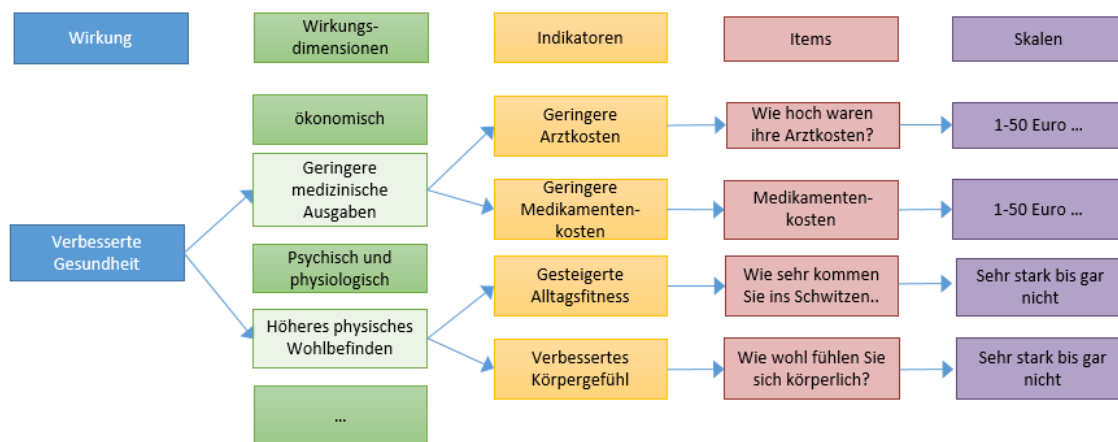 Wirkung
Wirkungs-
dimensionen
Indikatoren
Items
Skalen
ökonomisch
Geringere
Arztkosten
Wie hoch waren
ihre Arztkosten?
1-50 Euro ...
Geringere
medizinische
Ausgaben
Geringere
Medikamenten-
kosten
Medikamenten-
kosten
1-50 Euro ...
Verbesserte
Gesundheit
Psychisch und
physiologisch
Gesteigerte
Alltagsfitness
Wie sehr kommen
Sie ins Schwitzen..
Sehr stark bis gar
nicht
Höheres physisches
Wohlbefinden
Verbessertes
Körpergefühl
Wie wohl fühlen Sie
sich körperlich?
Sehr stark bis gar
nicht
...